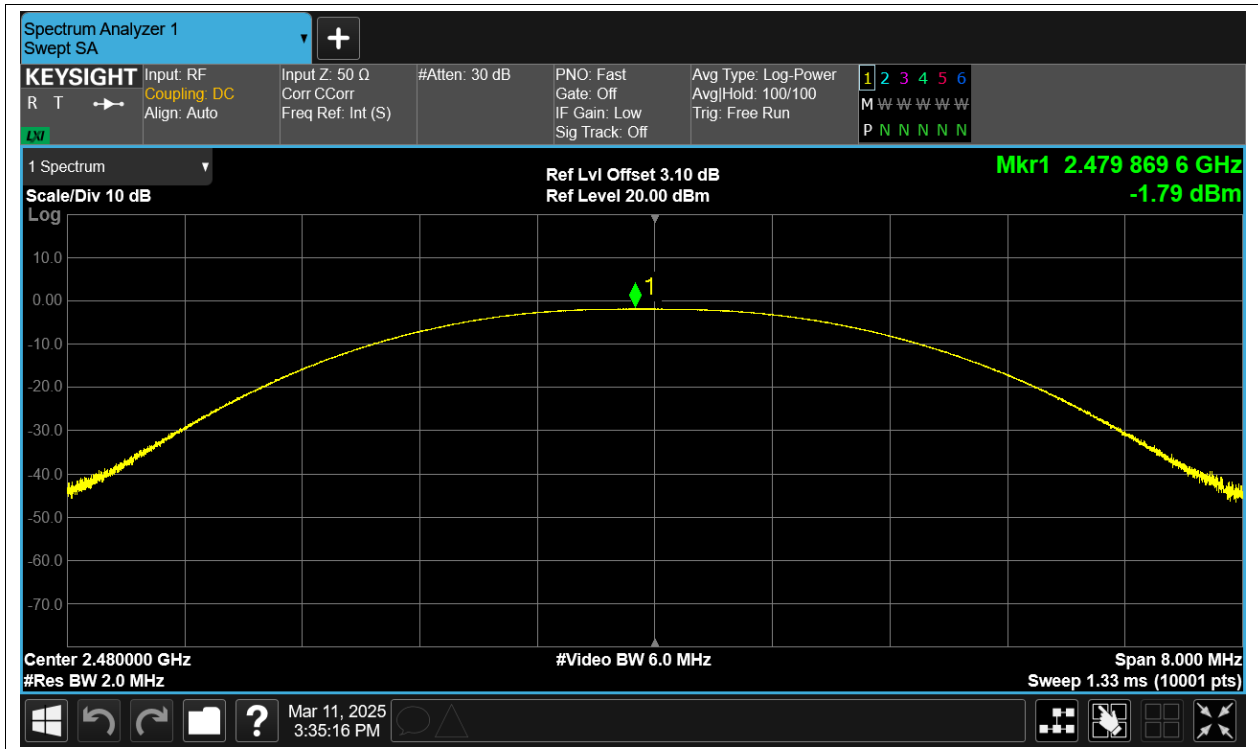 Spectrum Analyzer 1
Swept SA
+
KEYSIGHT
R T
LXI
Input: RF
Coupling: DC
Align: Auto
Input Z: 50 Ω
Corr CCorr
Freq Ref: Int (S)
#Atten: 30 dB
PNO: Fast
Gate: Off
IF Gain: Low
Sig Track: Off
Avg Type: Log-Power
Avg|Hold: 100/100
Trig: Free Run
1 2 3 4 5 6
M W W W W W
P N N N N N
1 Spectrum
Scale/Div 10 dB
Log
Ref Lvl Offset 3.10 dB
Ref Level 20.00 dBm
Mkr1 2.479 869 6 GHz
-1.79 dBm
10.0
0.00
-10.0
-20.0
-30.0
-40.0
-50.0
-60.0
-70.0
1
Center 2.480000 GHz
#Res BW 2.0 MHz
#Video BW 6.0 MHz
Span 8.000 MHz
Sweep 1.33 ms (10001 pts)
?
Mar 11, 2025
3:35:16 PM